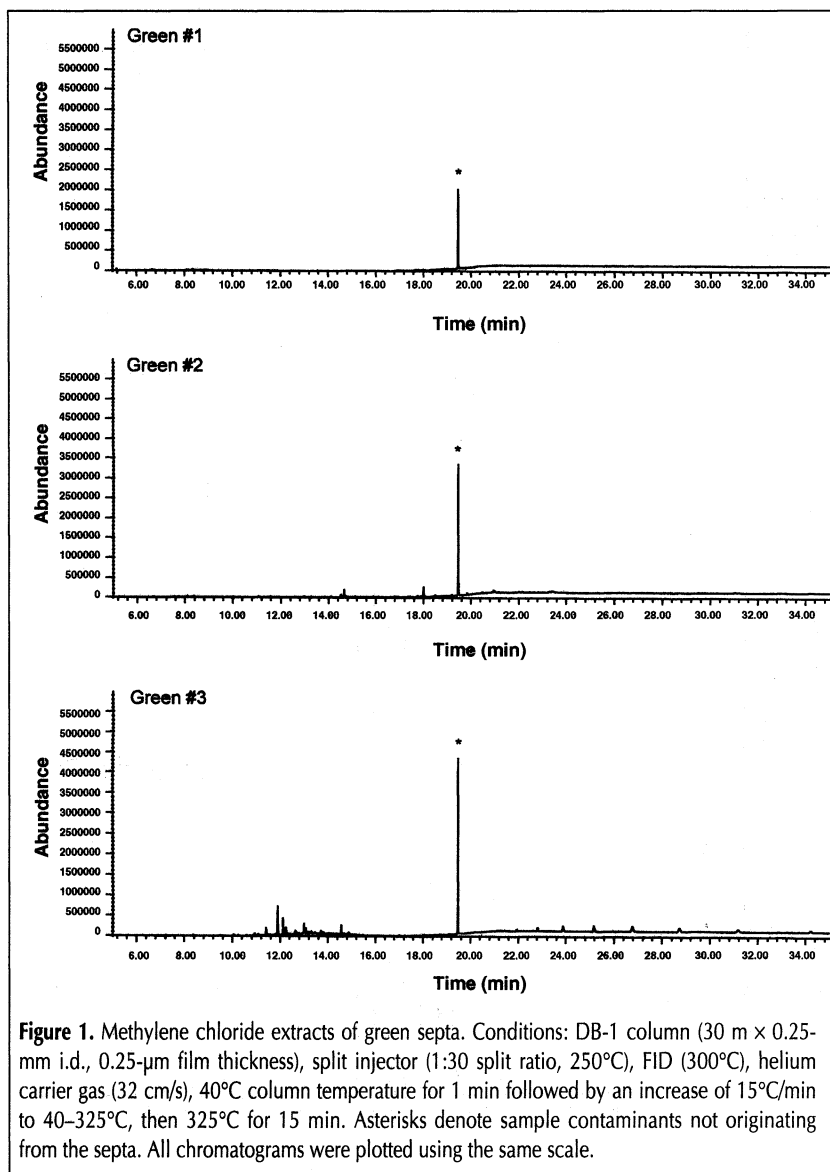 Green #1
5500000
5000000
4500000
4000000
3500000
3000000
2500000
2000000
1500000
1000000
500000
0
Abundance
*
6.00 8.00 10.00 12.00 14.00 16.00 18.00 20.00 22.00 24.00 26.00 28.00 30.00 32.00 34.00
Time (min)
Green #2
5500000
5000000
4500000
4000000
3500000
3000000
2500000
2000000
1500000
1000000
500000
0
Abundance
*
6.00 8.00 10.00 12.00 14.00 16.00 18.00 20.00 22.00 24.00 26.00 28.00 30.00 32.00 34.00
Time (min)
Green #3
5500000
5000000
4500000
4000000
3500000
3000000
2500000
2000000
1500000
1000000
500000
0
Abundance
*
6.00 8.00 10.00 12.00 14.00 16.00 18.00 20.00 22.00 24.00 26.00 28.00 30.00 32.00 34.00
Time (min)
Figure 1. Methylene chloride extracts of green septa. Conditions: DB-1 column (30 m × 0.25-
mm i.d., 0.25-µm film thickness), split injector (1:30 split ratio, 250°C), FID (300°C), helium
carrier gas (32 cm/s), 40°C column temperature for 1 min followed by an increase of 15°C/min
to 40–325°C, then 325°C for 15 min. Asterisks denote sample contaminants not originating
from the septa. All chromatograms were plotted using the same scale.